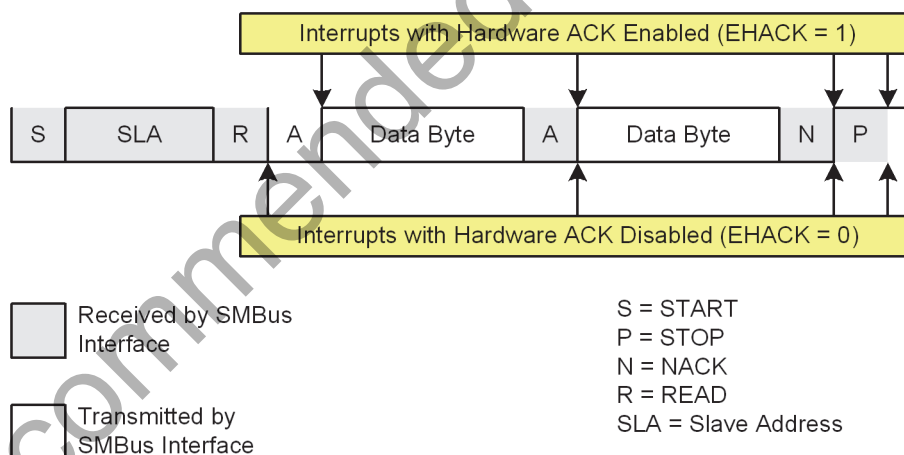 Interrupts with Hardware ACK Enabled (EHACK = 1)
S SLA R A Data Byte A Data Byte N P
Interrupts with Hardware ACK Disabled (EHACK = 0)
Received by SMBus
Interface
Transmitted by
SMBus Interface
S = START
P = STOP
N = NACK
R = READ
SLA = Slave Address
commended